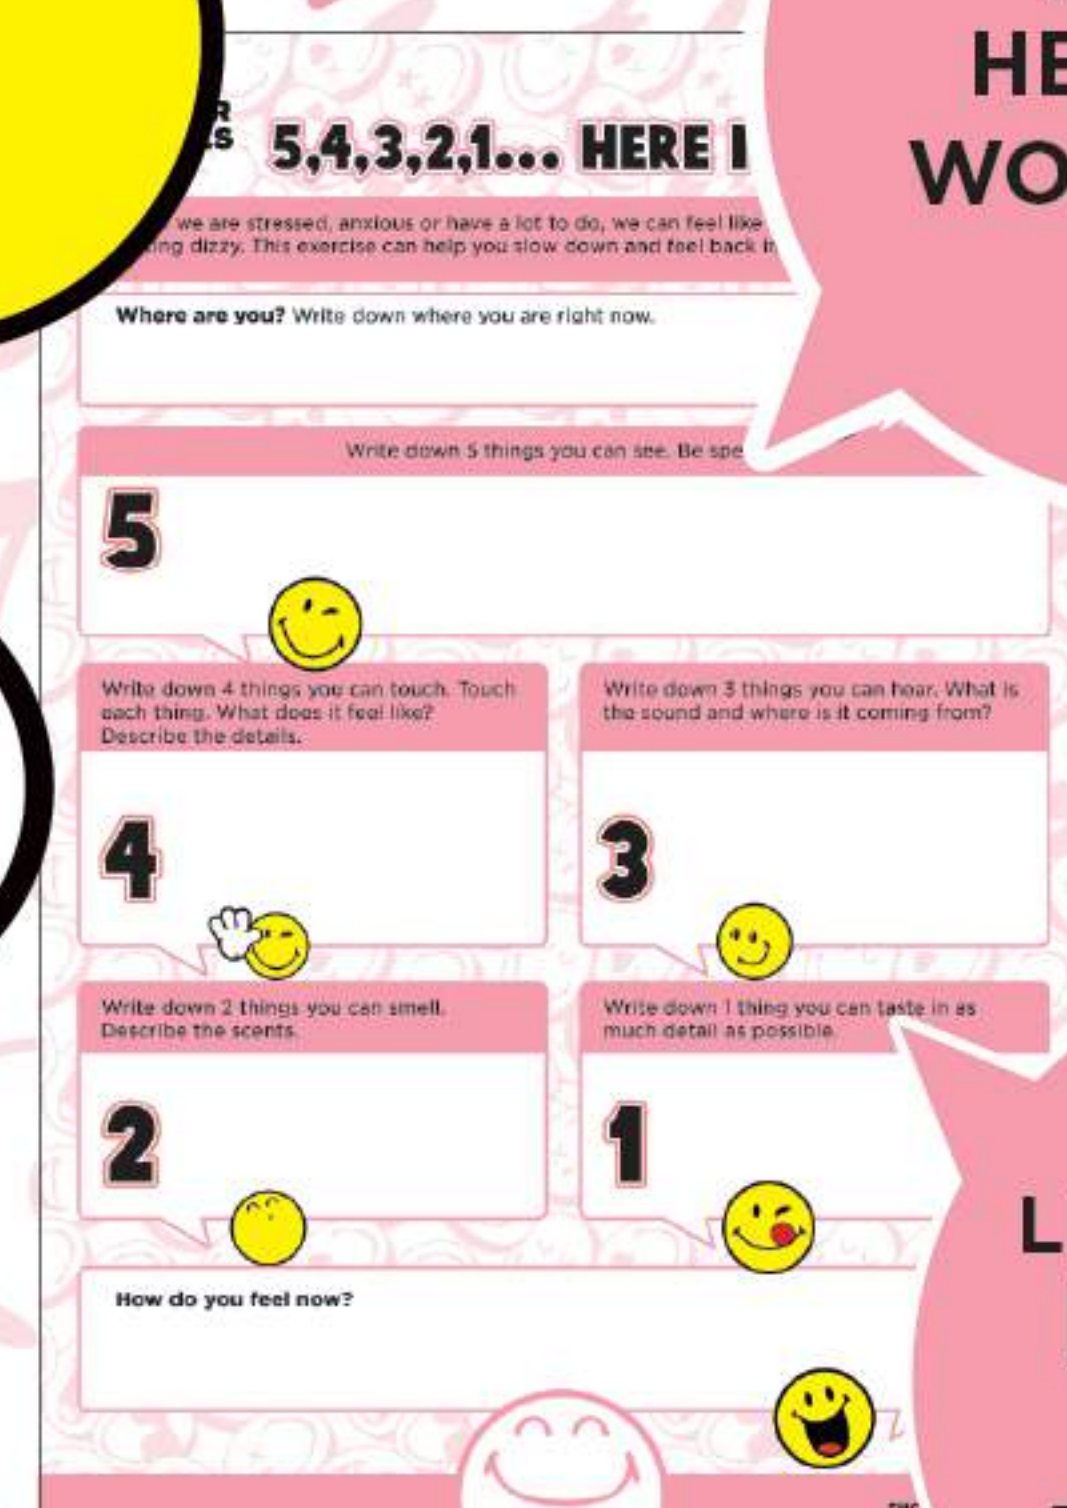 HE
WO
R
LS
5,4,3,2,1... HERE I
we are stressed, anxious or have a lot to do, we can feel like
ing dizzy. This exercise can help you slow down and feel back in
Where are you? Write down where you are right now.
Write down 5 things you can see. Be spe
5
Write down 4 things you can touch. Touch
each thing. What does it feel like?
Describe the details.
4
Write down 3 things you can hear. What is
the sound and where is it coming from?
3
Write down 2 things you can smell.
Describe the scents.
2
Write down 1 thing you can taste in as
much detail as possible.
1
L
How do you feel now?